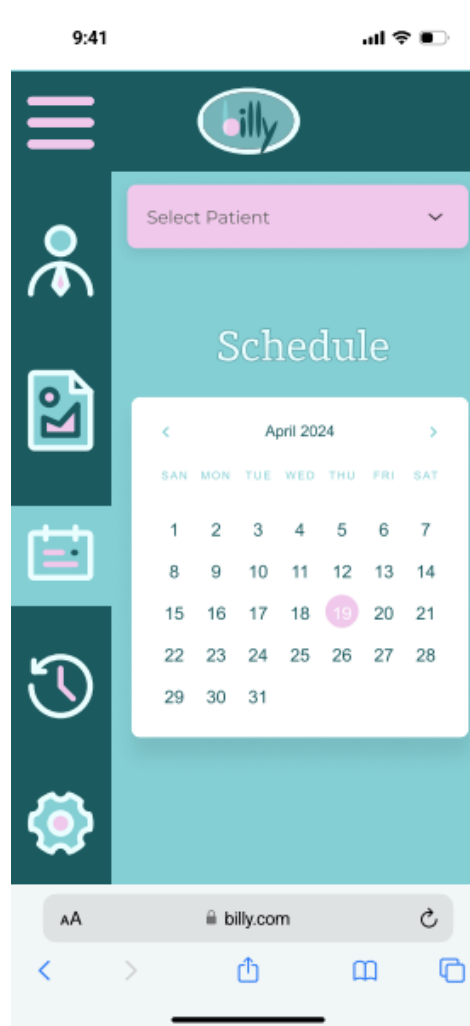 9:41
billy
Select Patient
Schedule
April 2024
SAN MON TUE WED THU FRI SAT
1 2 3 4 5 6 7
8 9 10 11 12 13 14
15 16 17 18 19 20 21
22 23 24 25 26 27 28
29 30 31
AA billy.com